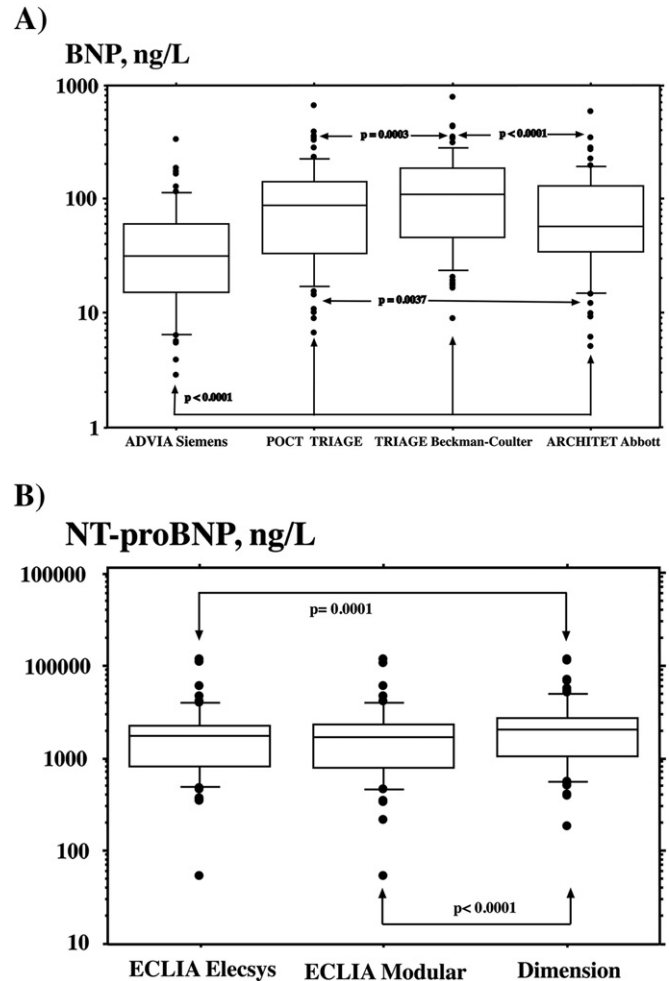 A)
BNP, ng/L
1000
p = 0.0003
p < 0.0001
100
10
p = 0.0037
p < 0.0001
1
ADVIA Siemens POCT TRIAGE TRIAGE Beckman-Coulter ARCHITET Abbott
B)
NT-proBNP, ng/L
100000
p= 0.0001
100000
1000
100
p< 0.0001
10
ECLIA Elecsys ECLIA Modular Dimension